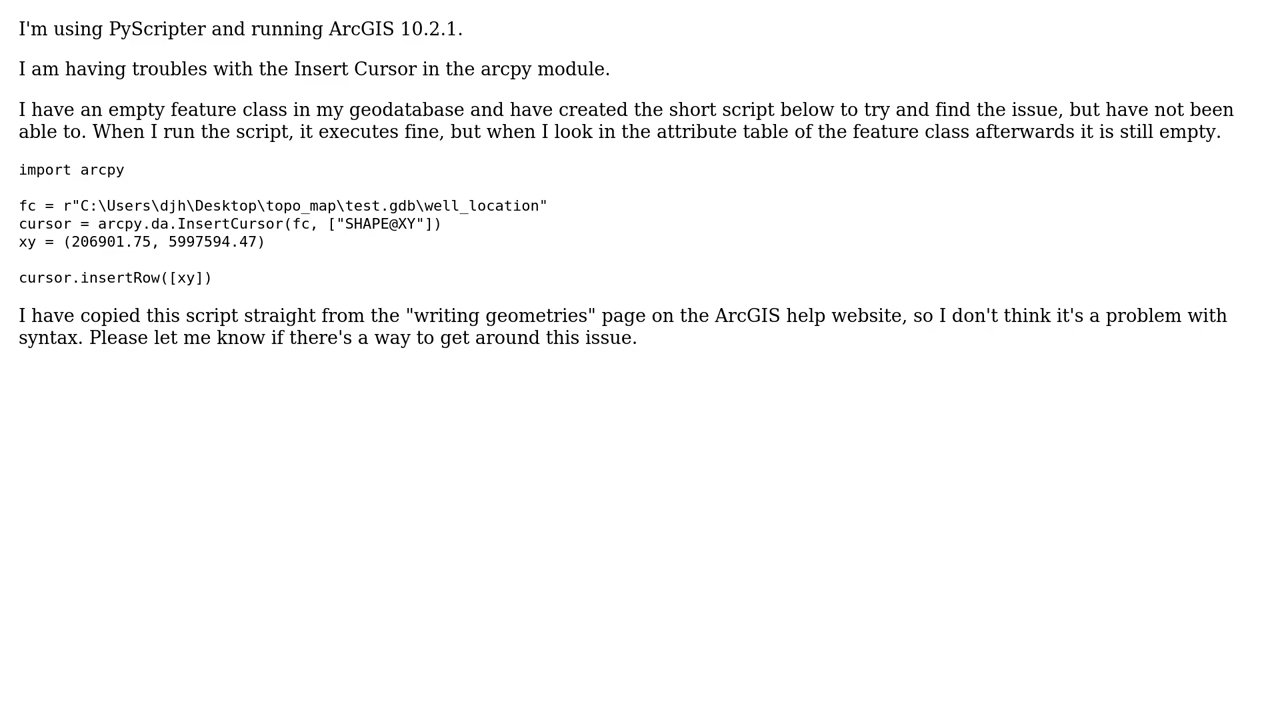 I'm using PyScripter and running ArcGIS 10.2.1.
I am having troubles with the Insert Cursor in the arcpy module.
I have an empty feature class in my geodatabase and have created the short script below to try and find the issue, but have not been
able to. When I run the script, it executes fine, but when I look in the attribute table of the feature class afterwards it is still empty.
import arcpy
fc = r"C:\Users\djh\Desktop\topo_map\test.gdb\well_location"
cursor = arcpy.da.InsertCursor(fc, ["SHAPE@XY"])
xy = (206901.75, 5997594.47)
cursor.insertRow([xy])
I have copied this script straight from the "writing geometries" page on the ArcGIS help website, so I don't think it's a problem with
syntax. Please let me know if there's a way to get around this issue.